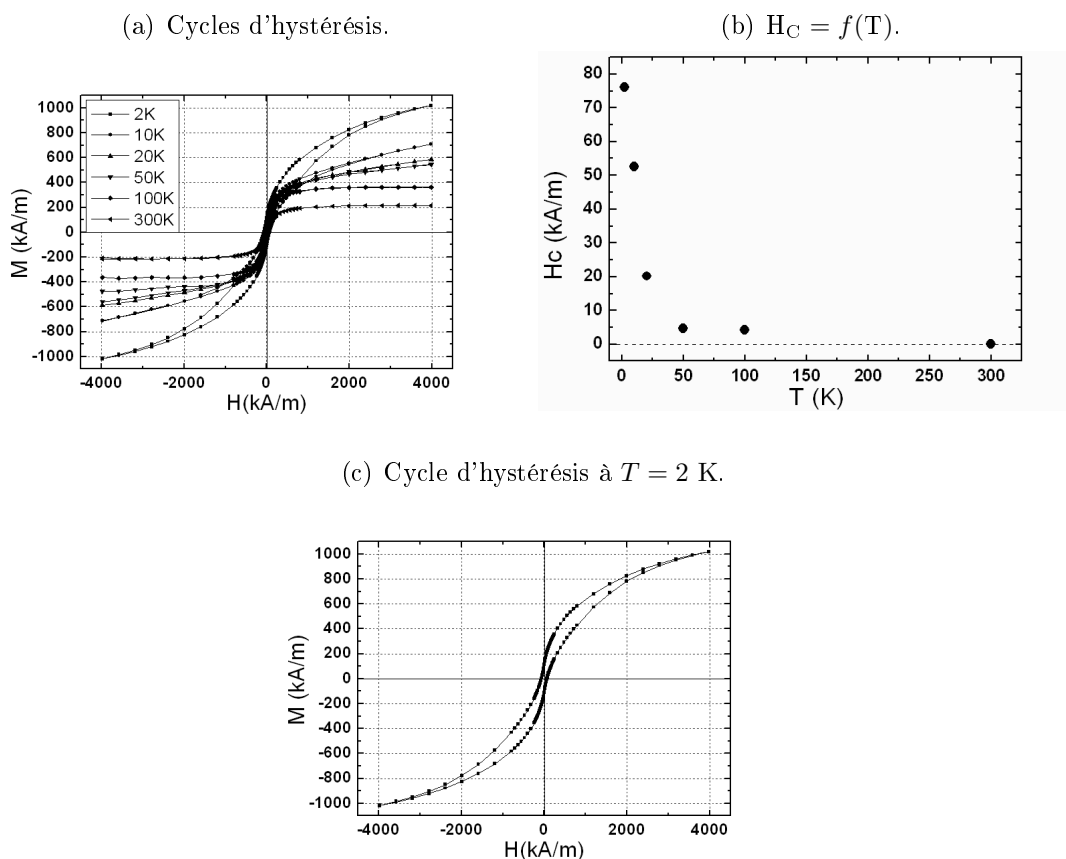 (a) Cycles d'hystérésis.
(b) H_C = f(T).
1000
800
600
400
200
0
-200
-400
-600
-800
-1000
M (kA/m)
2K
10K
20K
50K
100K
300K
-4000 -2000 0 2000 4000
H(kA/m)
80
70
60
50
40
30
20
10
0
Hc (kA/m)
0 50 100 150 200 250 300
T (K)
(c) Cycle d'hystérésis à T = 2 K.
1000
800
600
400
200
0
-200
-400
-600
-800
-1000
M (kA/m)
-4000 -2000 0 2000 4000
H(kA/m)